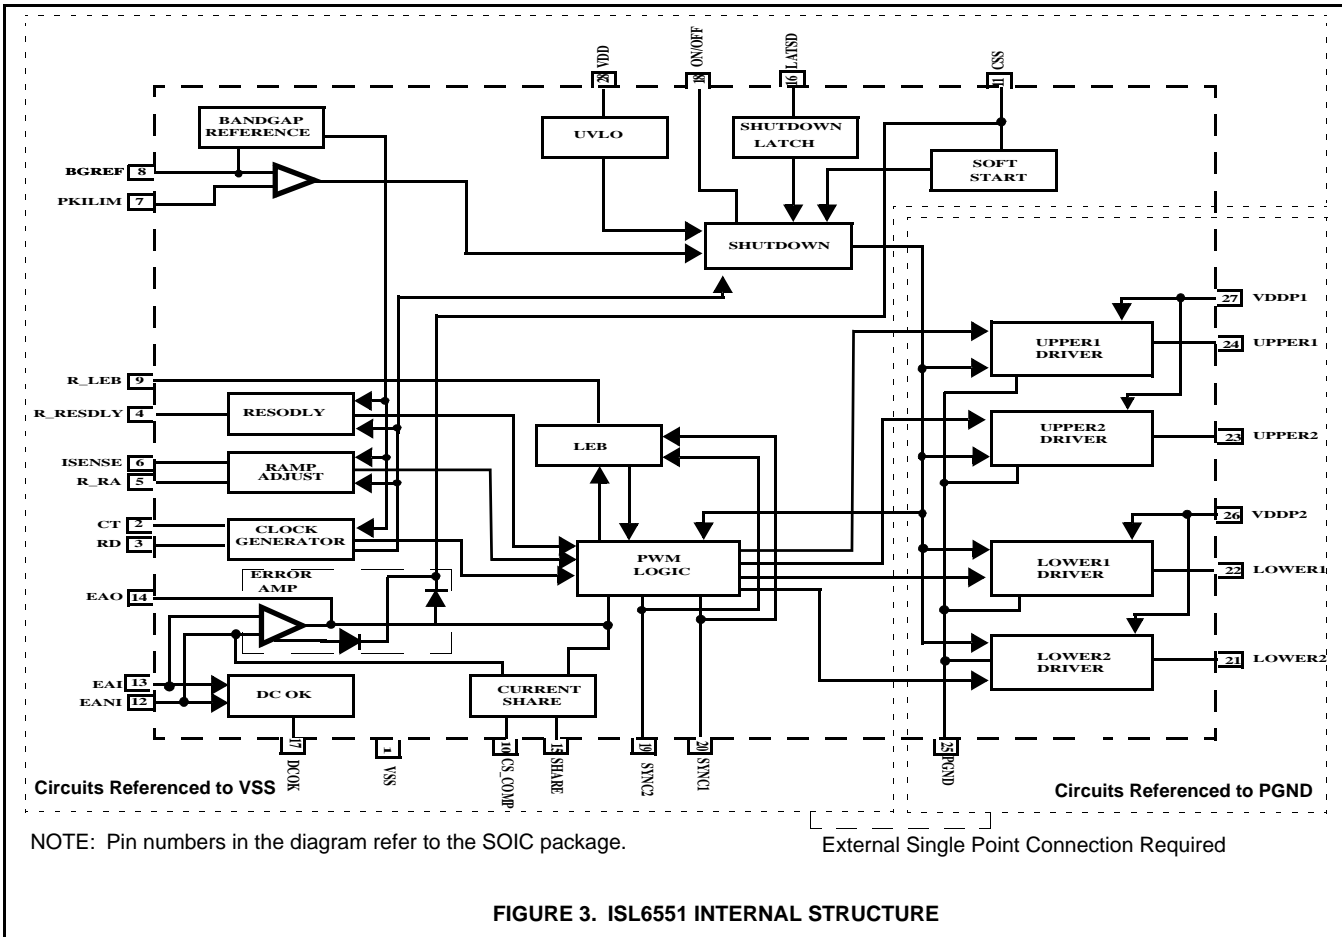 28 VDD
18 ON/OFF
16 LATSD
11 CSS
BANDGAP
REFERENCE
UVLO
SHUTDOWN
LATCH
SOFT
START
BGREF 8
PKILIM 7
SHUTDOWN
27 VDDP1
UPPER1
DRIVER
24 UPPER1
R_LEB 9
R_RESDLY 4
RESODLY
LEB
UPPER2
DRIVER
23 UPPER2
ISENSE 6
R_RA 5
RAMP
ADJUST
CT 2
RD 3
CLOCK
GENERATOR
26 VDDP2
PWM
LOGIC
LOWER1
DRIVER
22 LOWER1
ERROR
AMP
EAO 14
LOWER2
DRIVER
21 LOWER2
EAI 13
EANI 12
DC OK
CURRENT
SHARE
17 DCOK
1 VSS
10 CS_COMP
15 SHARE
19 SYNC2
20 SYNC1
25 PGND
Circuits Referenced to VSS
Circuits Referenced to PGND
NOTE: Pin numbers in the diagram refer to the SOIC package.
External Single Point Connection Required
FIGURE 3. ISL6551 INTERNAL STRUCTURE